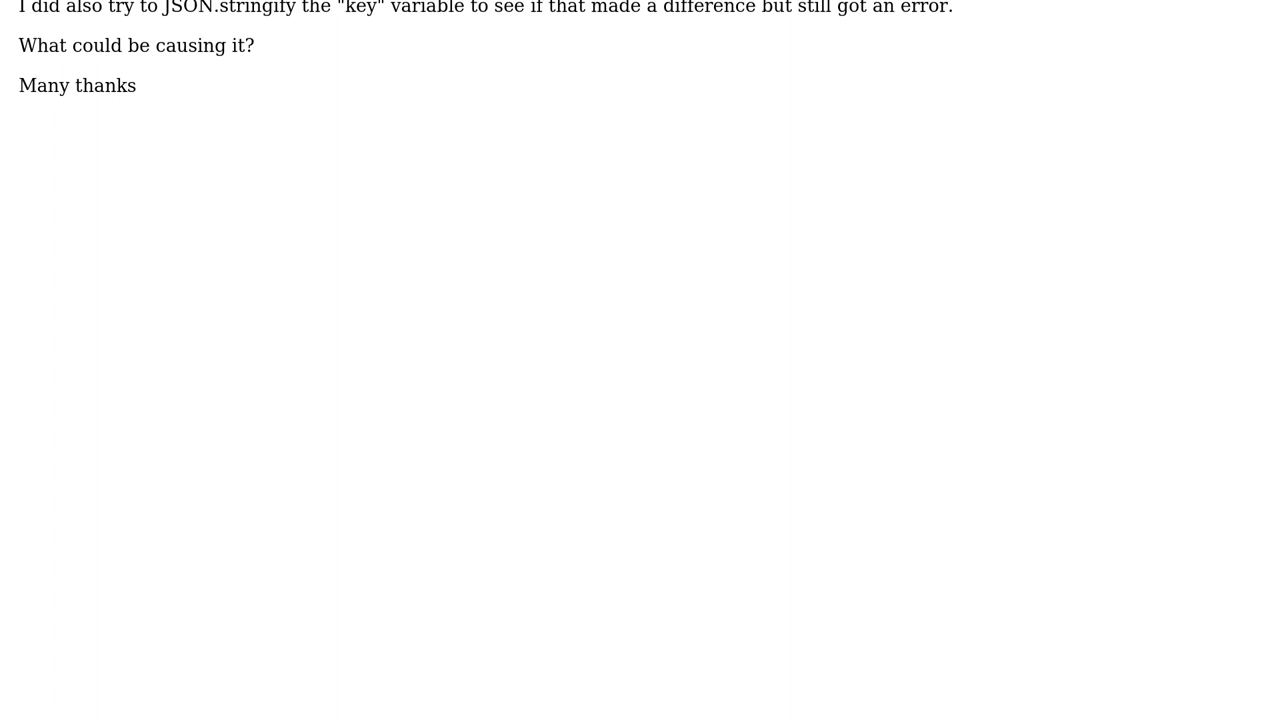 I did also try to JSON.stringify the "key" variable to see if that made a difference but still got an error.
What could be causing it?
Many thanks